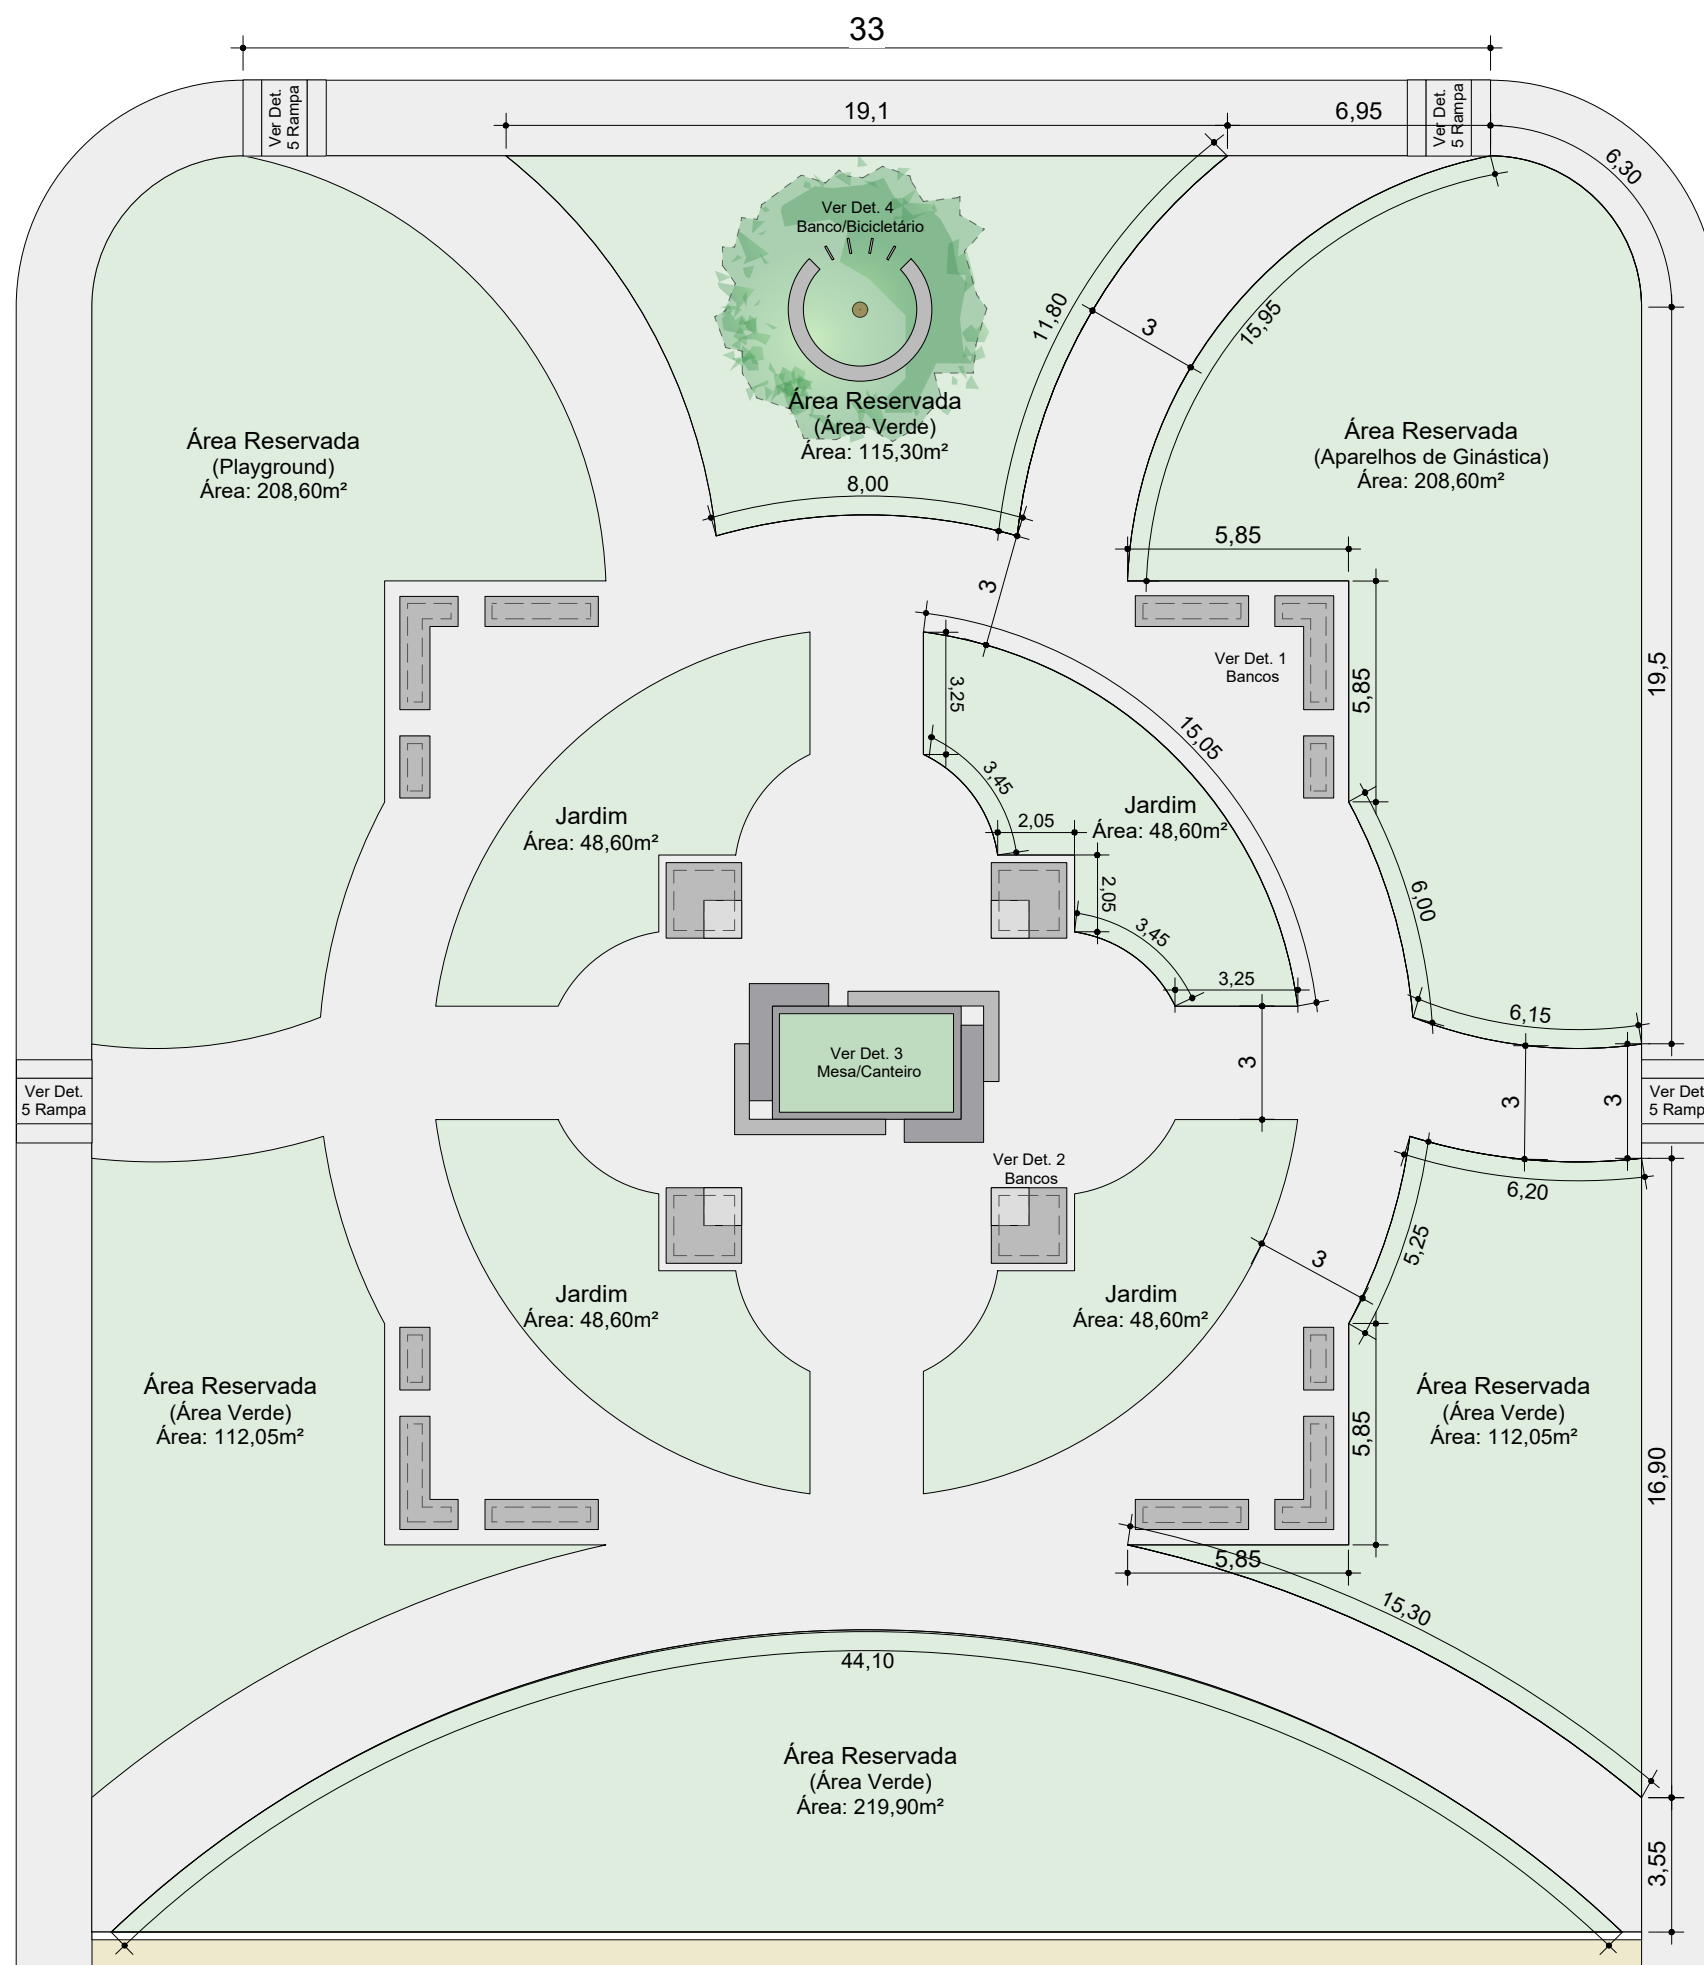 33
Ver Det.
5 Rampa
19,1
6,95
Ver Det.
5 Rampa
6,30
Ver Det. 4
Banco/Bicicletário
11,80
3
15,95
Área Reservada
(Playground)
Área: 208,60m²
Área Reservada
(Área Verde)
Área: 115,30m²
Área Reservada
(Aparelhos de Ginástica)
Área: 208,60m²
8,00
5,85
3
Ver Det. 1
Bancos
5,85
19,5
3,25
15,05
3,45
2,05
Jardim
Área: 48,60m²
Jardim
Área: 48,60m²
2,05
3,45
6,00
3,25
6,15
Ver Det. 3
Mesa/Canteiro
3
3
3
Ver Det.
5 Rampa
Ver Det
5 Ramp
Ver Det. 2
Bancos
6,20
5,25
3
Jardim
Área: 48,60m²
Jardim
Área: 48,60m²
Área Reservada
(Área Verde)
Área: 112,05m²
5,85
Área Reservada
(Área Verde)
Área: 112,05m²
16,90
5,85
15,30
44,10
Área Reservada
(Área Verde)
Área: 219,90m²
3,55